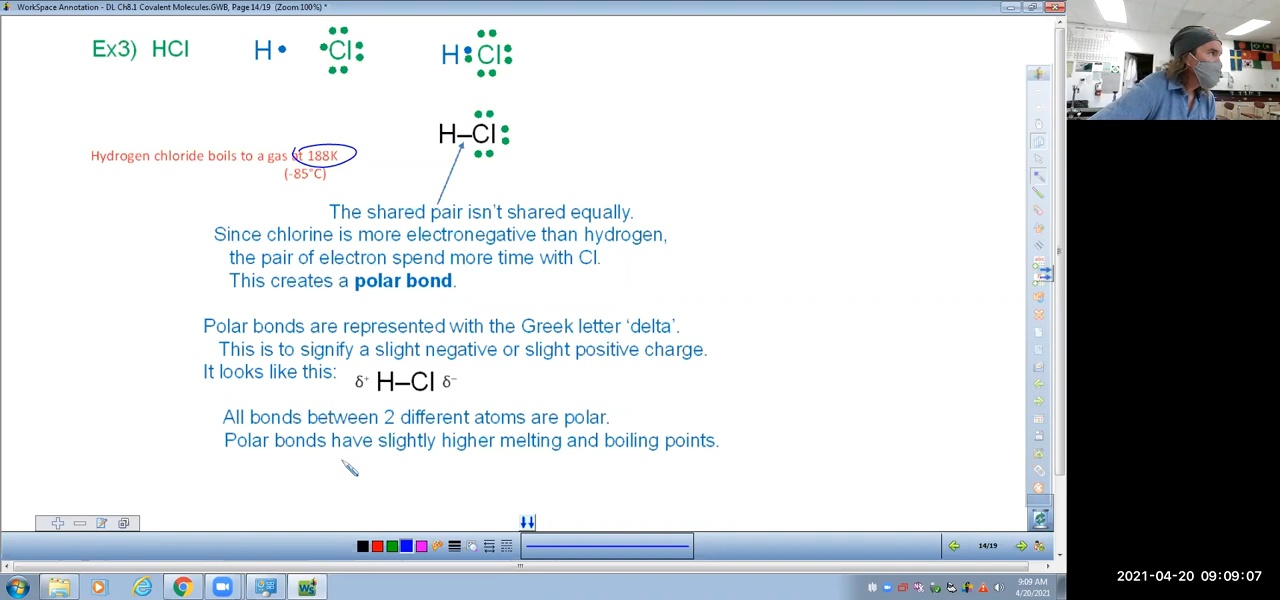 WorkSpace Annotation - DL Ch8.1 Covalent Molecules.GWB, Page 14/19 (Zoom 100%) *
Ex3) HCl H Cl H Cl
H–Cl
Hydrogen chloride boils to a gas at 188K
(-85°C)
The shared pair isn't shared equally.
Since chlorine is more electronegative than hydrogen,
the pair of electron spend more time with Cl.
This creates a polar bond.
Polar bonds are represented with the Greek letter 'delta'.
This is to signify a slight negative or slight positive charge.
It looks like this: δ⁺ H–Cl δ⁻
All bonds between 2 different atoms are polar.
Polar bonds have slightly higher melting and boiling points.
14/19
9:09 AM
4/20/2021
2021-04-20 09:09:07